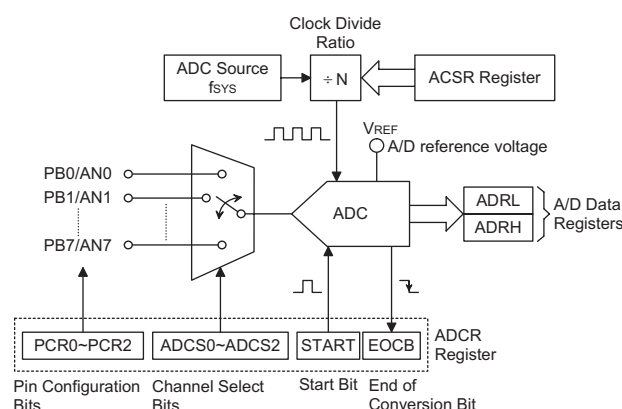 Clock Divide
Ratio
ADC Source
fSYS
÷ N
ACSR Register
VREF
A/D reference voltage
PB0/AN0
PB1/AN1
PB7/AN7
ADC
ADRL
ADRH
A/D Data
Registers
PCR0~PCR2
ADCS0~ADCS2
START
EOCB
ADCR
Register
Pin Configuration
Bits
Channel Select
Bits
Start Bit
End of
Conversion Bit